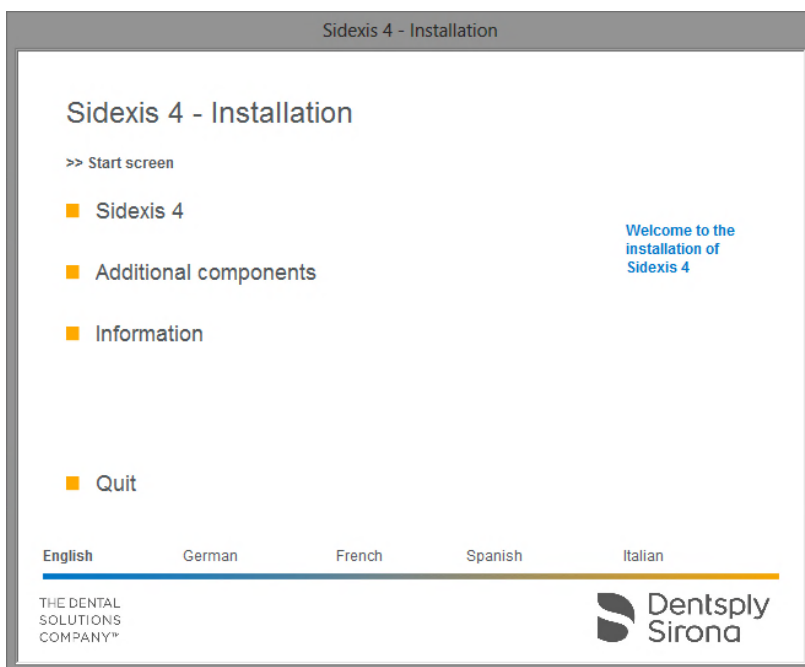 Sidexis 4 - Installation
Sidexis 4 - Installation
>> Start screen
Sidexis 4
Additional components
Information
Welcome to the
installation of
Sidexis 4
Quit
English German French Spanish Italian
THE DENTAL
SOLUTIONS
COMPANY™
Dentsply
Sirona